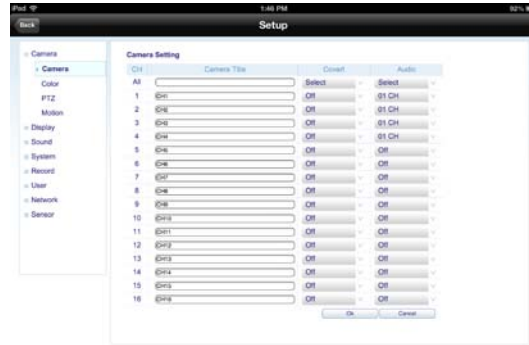 iPod 1:46 PM 92%
Back Setup
Camera
Camera
Color
PTZ
Motion
Display
Sound
System
Record
User
Network
Sensor
Camera Setting
CH Camera Title Covert Audio
All Select Select
1 CH1 Off 01 CH
2 CH2 Off 01 CH
3 CH3 Off 01 CH
4 CH4 Off 01 CH
5 CH5 Off Off
6 CH6 Off Off
7 CH7 Off Off
8 CH8 Off Off
9 CH9 Off Off
10 CH10 Off Off
11 CH11 Off Off
12 CH12 Off Off
13 CH13 Off Off
14 CH14 Off Off
15 CH15 Off Off
16 CH16 Off Off
Ok Cancel